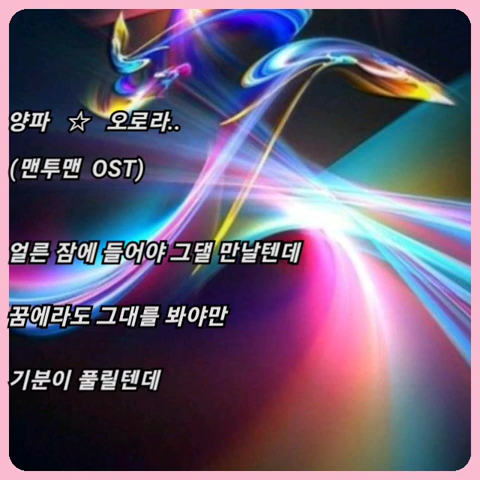 양파 ☆ 오로라..
(맨투맨 OST)
얼른 잠에 들어야 그댈 만날텐데
꿈에라도 그대를 봐야만
기분이 풀릴텐데